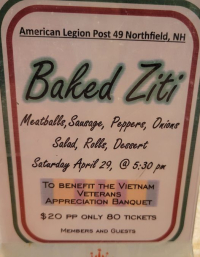 American Legion Post 49 Northfield, NH
Baked Ziti
Meatballs, Sausage, Peppers, Onions
Salad, Rolls, Dessert
Saturday April 29, @ 5:30 pm
To benefit the Vietnam
Veterans
Appreciation Banquet
$20 pp only 80 tickets
Members and Guests